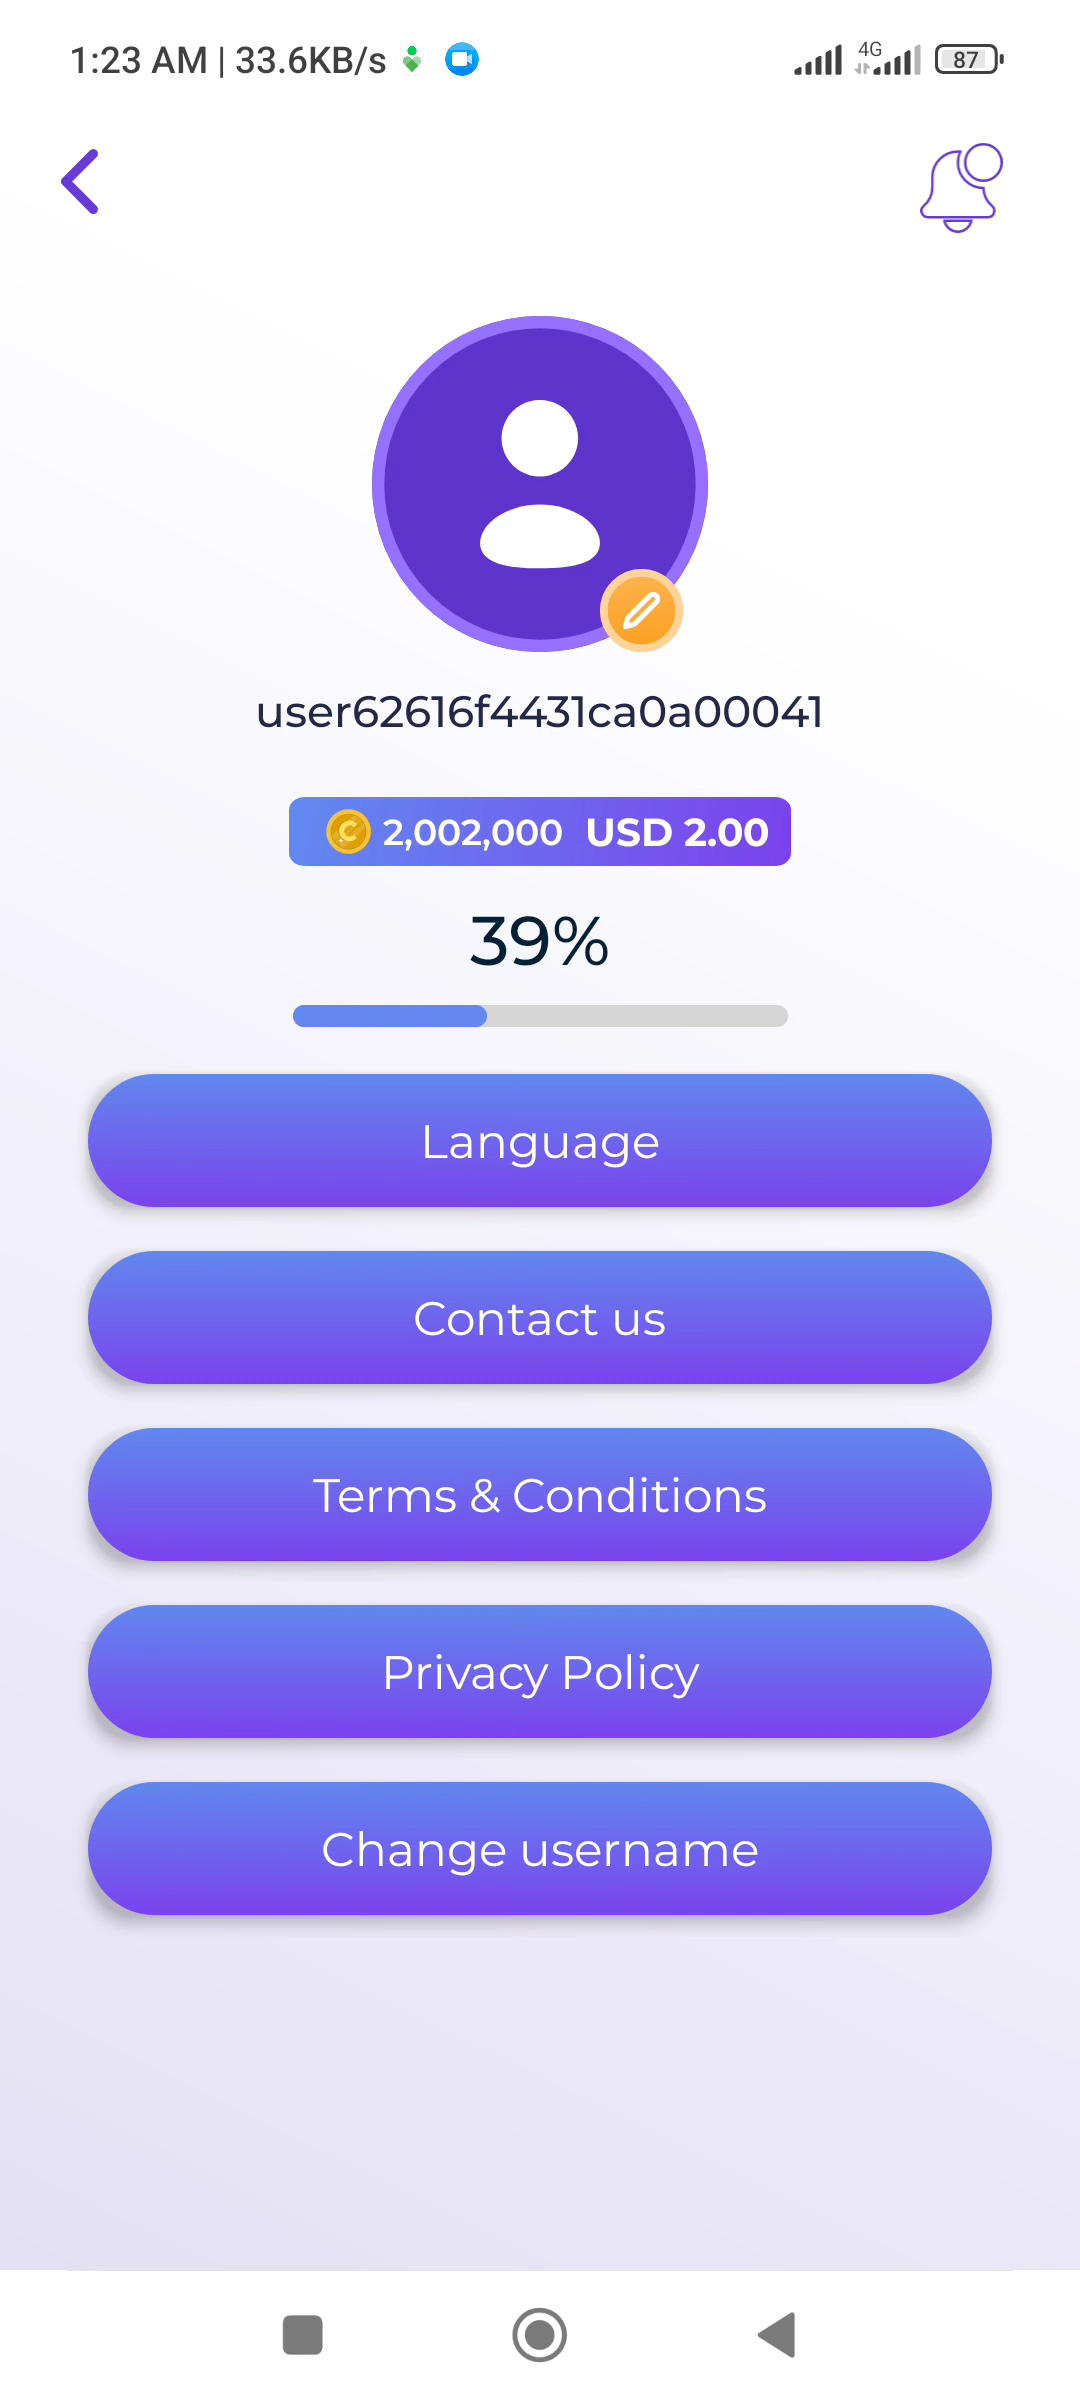 1:23 AM | 33.6KB/s 4G 87
user62616f4431ca0a00041
2,002,000 USD 2.00
39%
Language
Contact us
Terms & Conditions
Privacy Policy
Change username